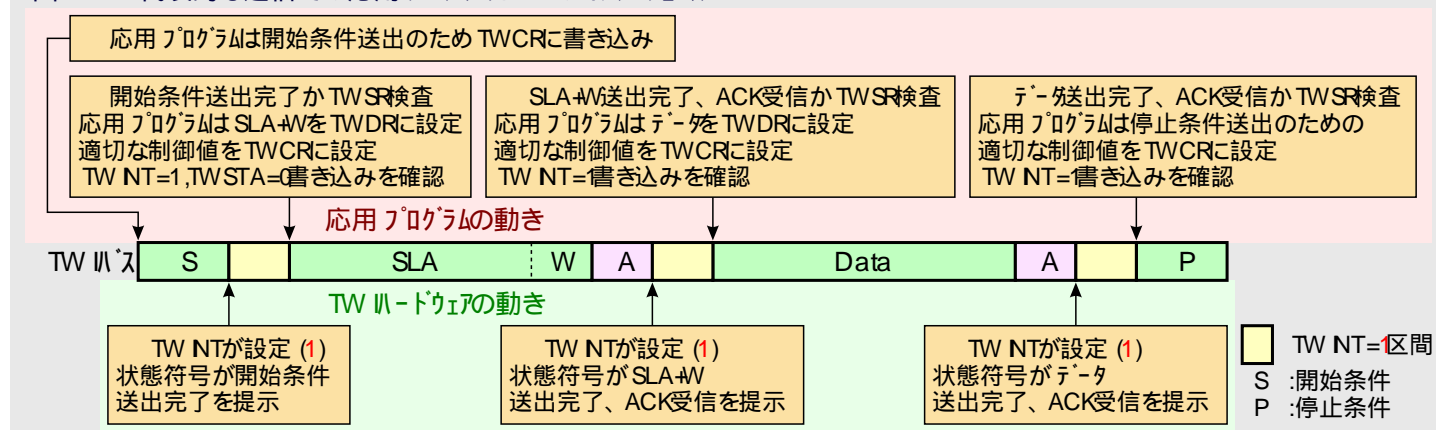 応用プログラムは開始条件送出のためTWCRに書き込み
開始条件送出完了かTWSR検査
応用プログラムはSLA+WをTWDRに設定
適切な制御値をTWCRに設定
TWINT=1,TWSTA=0書き込みを確認
SLA+W送出完了、ACK受信かTWSR検査
応用プログラムはデータをTWDRに設定
適切な制御値をTWCRに設定
TWINT=1書き込みを確認
データ送出完了、ACK受信かTWSR検査
応用プログラムは停止条件送出のための
適切な制御値をTWCRに設定
TWINT=1書き込みを確認
応用プログラムの動き
TWIバス S SLA W A Data A P
TWIハードウェアの動き
TWINTが設定(1)
状態符号が開始条件
送出完了を提示
TWINTが設定(1)
状態符号がSLA+W
送出完了、ACK受信を提示
TWINTが設定(1)
状態符号がデータ
送出完了、ACK受信を提示
TWINT=1区間
S :開始条件
P :停止条件